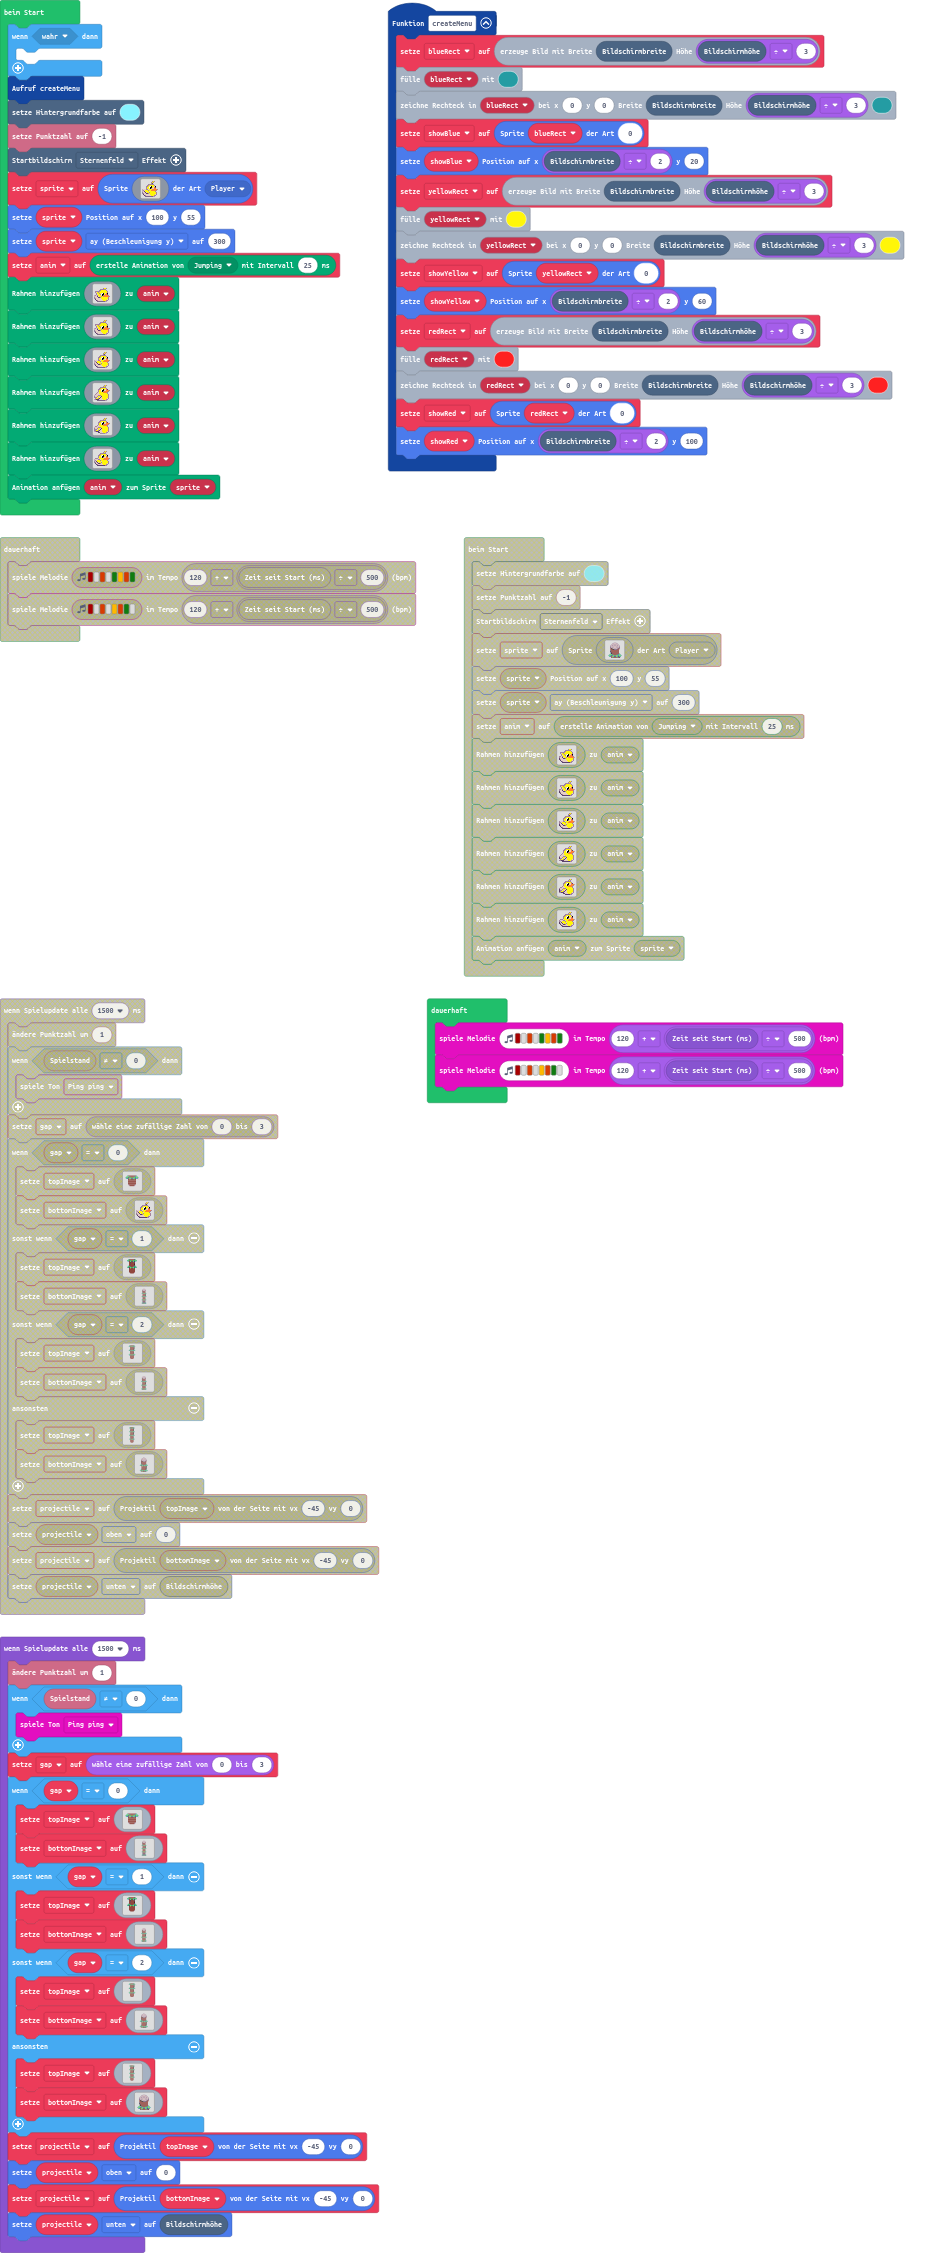 beim Start
wenn wahr dann
Aufruf createMenu
setze Hintergrundfarbe auf
setze Punktzahl auf -1
Startbildschirm Sternenfeld Effekt
setze sprite auf Sprite der Art Player
setze sprite Position auf x 100 y 55
setze sprite ay (Beschleunigung y) auf 300
setze anim auf erstelle Animation von Jumping mit Intervall 25 ms
Rahmen hinzufügen zu anim
Rahmen hinzufügen zu anim
Rahmen hinzufügen zu anim
Rahmen hinzufügen zu anim
Rahmen hinzufügen zu anim
Rahmen hinzufügen zu anim
Animation anfügen anim zum Sprite sprite
Funktion createMenu
setze blueRect auf erzeuge Bild mit Breite Bildschirmbreite Höhe Bildschirmhöhe ÷ 3
fülle blueRect mit
zeichne Rechteck in blueRect bei x 0 y 0 Breite Bildschirmbreite Höhe Bildschirmhöhe ÷ 3
setze showBlue auf Sprite blueRect der Art 0
setze showBlue Position auf x Bildschirmbreite ÷ 2 y 20
setze yellowRect auf erzeuge Bild mit Breite Bildschirmbreite Höhe Bildschirmhöhe ÷ 3
fülle yellowRect mit
zeichne Rechteck in yellowRect bei x 0 y 0 Breite Bildschirmbreite Höhe Bildschirmhöhe ÷ 3
setze showYellow auf Sprite yellowRect der Art 0
setze showYellow Position auf x Bildschirmbreite ÷ 2 y 60
setze redRect auf erzeuge Bild mit Breite Bildschirmbreite Höhe Bildschirmhöhe ÷ 3
fülle redRect mit
zeichne Rechteck in redRect bei x 0 y 0 Breite Bildschirmbreite Höhe Bildschirmhöhe ÷ 3
setze showRed auf Sprite redRect der Art 0
setze showRed Position auf x Bildschirmbreite ÷ 2 y 100
dauerhaft
spiele Melodie im Tempo 120 + Zeit seit Start (ms) ÷ 500 (bpm)
spiele Melodie im Tempo 120 + Zeit seit Start (ms) ÷ 500 (bpm)
beim Start
setze Hintergrundfarbe auf
setze Punktzahl auf -1
Startbildschirm Sternenfeld Effekt
setze sprite auf Sprite der Art Player
setze sprite Position auf x 100 y 55
setze sprite ay (Beschleunigung y) auf 300
setze anim auf erstelle Animation von Jumping mit Intervall 25 ms
Rahmen hinzufügen zu anim
Rahmen hinzufügen zu anim
Rahmen hinzufügen zu anim
Rahmen hinzufügen zu anim
Rahmen hinzufügen zu anim
Rahmen hinzufügen zu anim
Animation anfügen anim zum Sprite sprite
wenn Spielupdate alle 1500 ms
ändere Punktzahl um 1
wenn Spielstand ≠ 0 dann
spiele Ton Ping ping
setze gap auf wähle eine zufällige Zahl von 0 bis 3
wenn gap = 0 dann
setze topImage auf
setze bottomImage auf
sonst wenn gap = 1 dann
setze topImage auf
setze bottomImage auf
sonst wenn gap = 2 dann
setze topImage auf
setze bottomImage auf
ansonsten
setze topImage auf
setze bottomImage auf
setze projectile auf Projektil topImage von der Seite mit vx -45 vy 0
setze projectile oben auf 0
setze projectile auf Projektil bottomImage von der Seite mit vx -45 vy 0
setze projectile unten auf Bildschirmhöhe
dauerhaft
spiele Melodie im Tempo 120 + Zeit seit Start (ms) ÷ 500 (bpm)
spiele Melodie im Tempo 120 + Zeit seit Start (ms) ÷ 500 (bpm)
wenn Spielupdate alle 1500 ms
ändere Punktzahl um 1
wenn Spielstand ≠ 0 dann
spiele Ton Ping ping
setze gap auf wähle eine zufällige Zahl von 0 bis 3
wenn gap = 0 dann
setze topImage auf
setze bottomImage auf
sonst wenn gap = 1 dann
setze topImage auf
setze bottomImage auf
sonst wenn gap = 2 dann
setze topImage auf
setze bottomImage auf
ansonsten
setze topImage auf
setze bottomImage auf
setze projectile auf Projektil topImage von der Seite mit vx -45 vy 0
setze projectile oben auf 0
setze projectile auf Projektil bottomImage von der Seite mit vx -45 vy 0
setze projectile unten auf Bildschirmhöhe